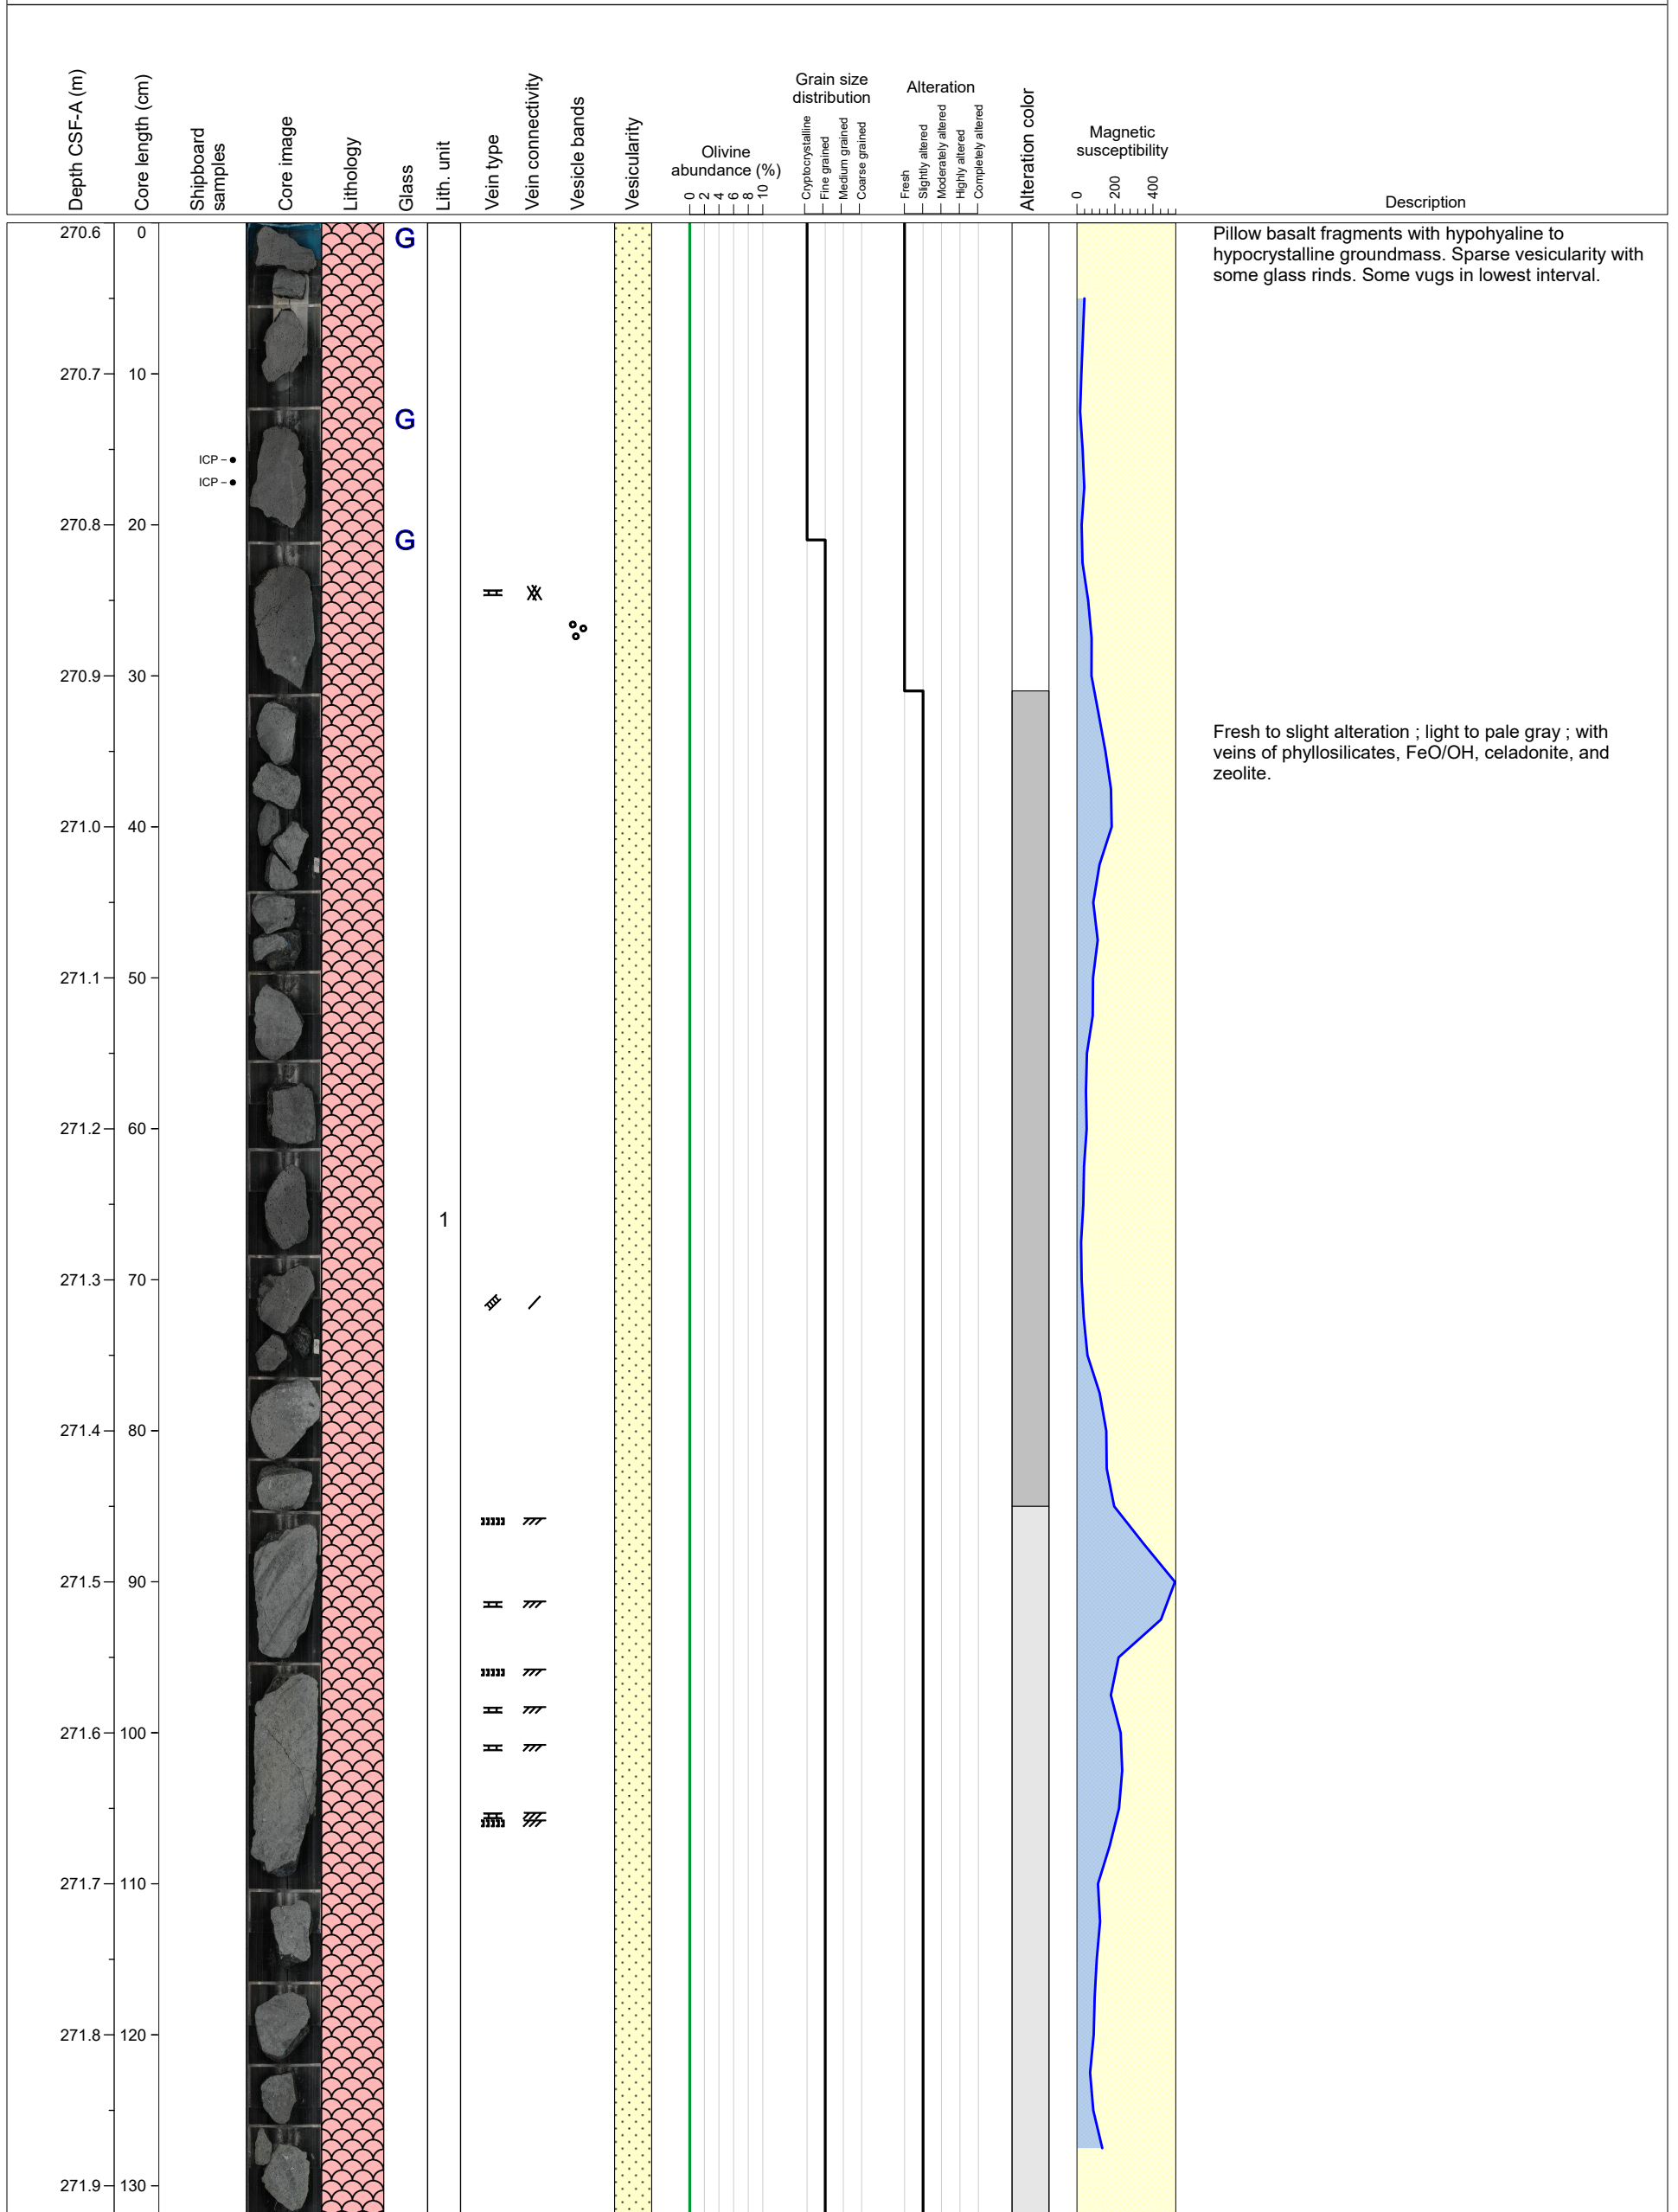 Depth CSF-A (m)
Core length (cm)
Shipboard
samples
Core image
Lithology
Glass
Lith. unit
Vein type
Vein connectivity
Vesicle bands
Vesicularity
Olivine
abundance (%)
0 2 4 6 8 10
Grain size
distribution
Cryptocrystalline
Fine grained
Medium grained
Coarse grained
Alteration
Fresh
Slightly altered
Moderately altered
Highly altered
Completely altered
Alteration color
Magnetic
susceptibility
0 200 400
Description
270.6 0 G
Pillow basalt fragments with hypohyaline to
hypocrystalline groundmass. Sparse vesicularity with
some glass rinds. Some vugs in lowest interval.
270.7 10
G
ICP
ICP
270.8 20
G
270.9 30
Fresh to slight alteration ; light to pale gray ; with
veins of phyllosilicates, FeO/OH, celadonite, and
zeolite.
271.0 40
271.1 50
271.2 60
1
271.3 70
271.4 80
271.5 90
271.6 100
271.7 110
271.8 120
271.9 130